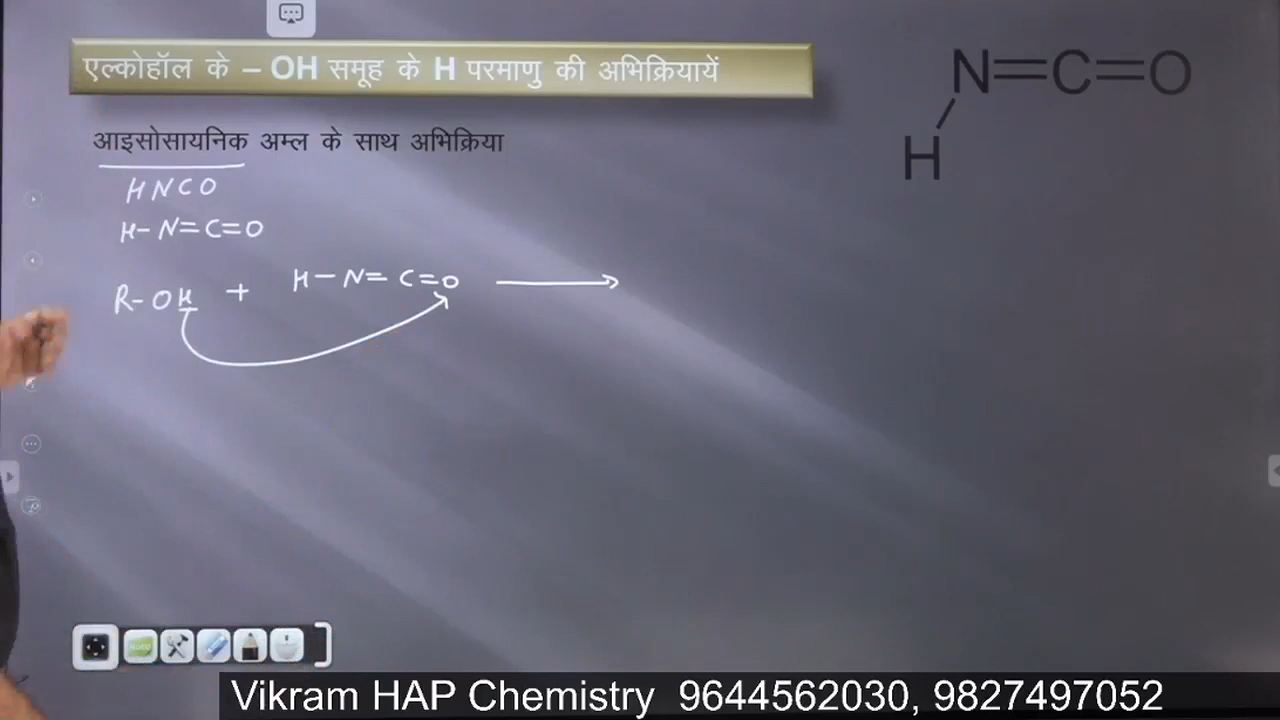 एल्कोहॉल के – OH समूह के H परमाणु की अभिक्रियायें
आइसोसायनिक अम्ल के साथ अभिक्रिया
HNCO
H-N=C=O
R-OH + H-N=C=O ⟶
N=C=O
H
Vikram HAP Chemistry 9644562030, 9827497052